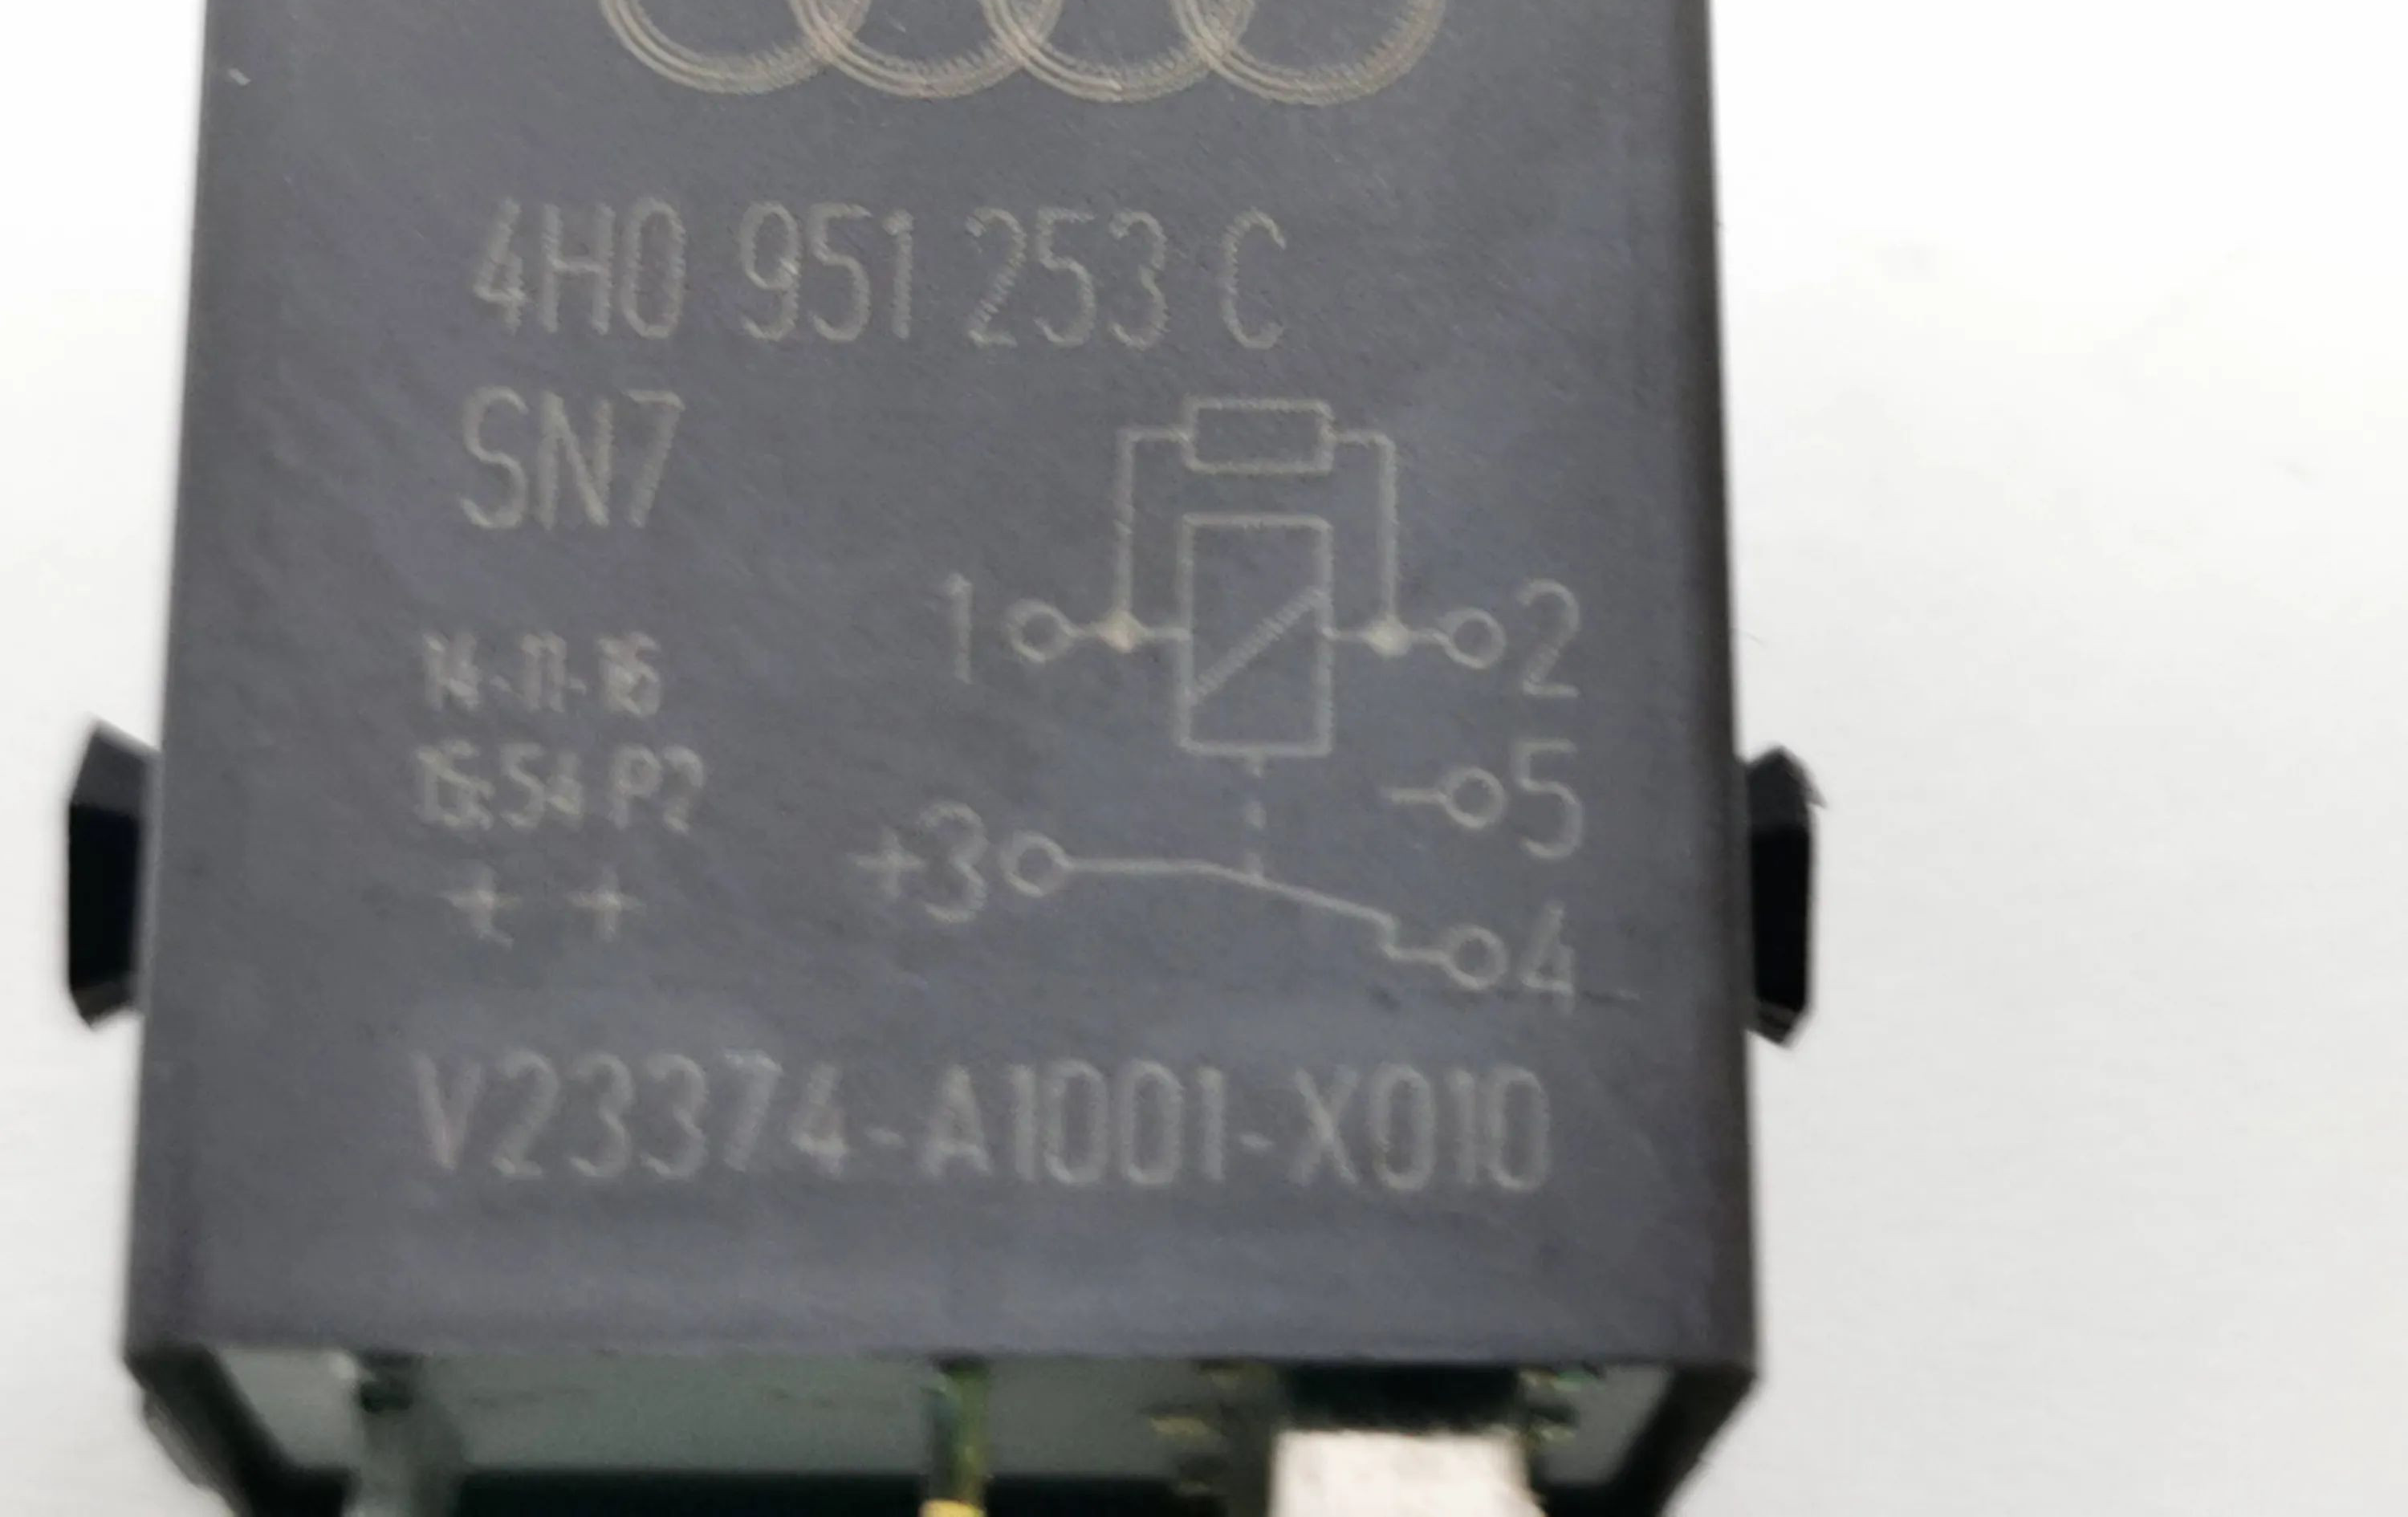 4H0 951 253 C
SN7
1 2
14-11-16
5
15:54 P2
+3
4
V23374-A1001-X010